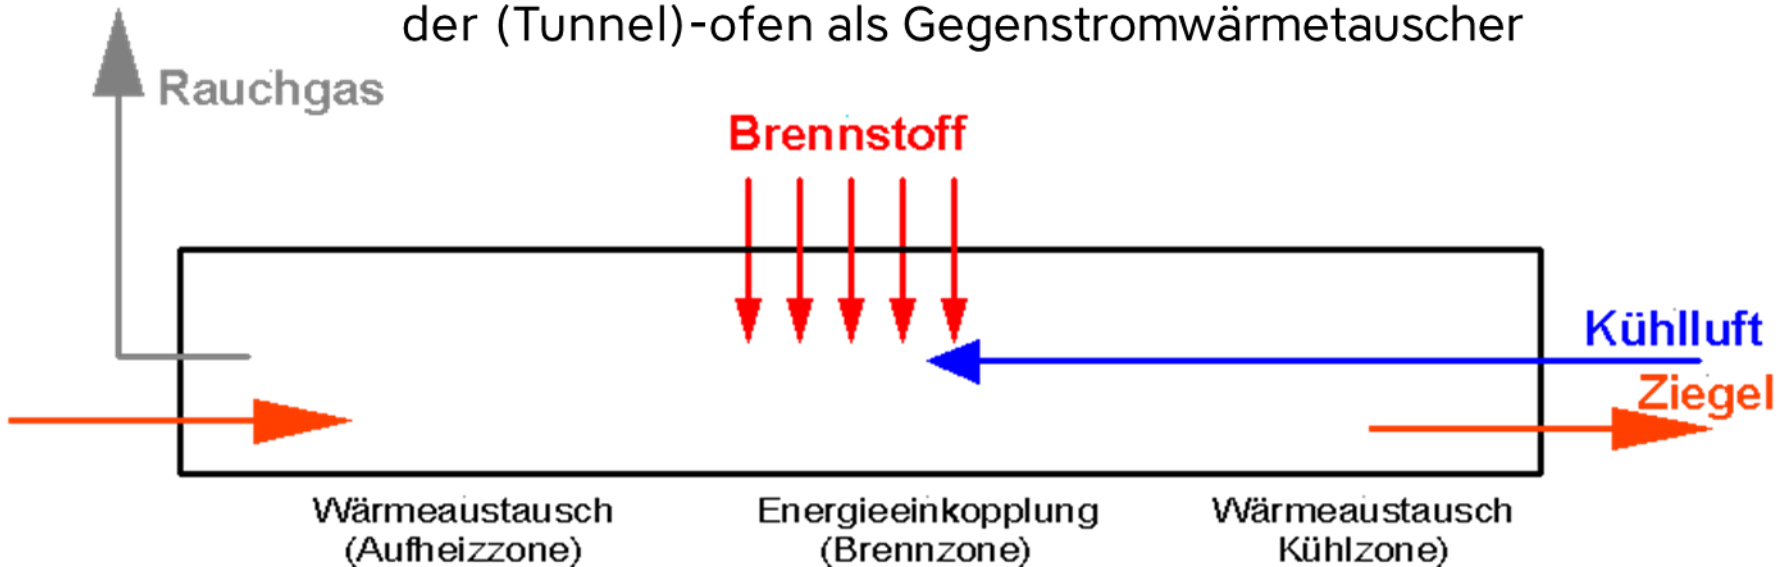 der (Tunnel)-ofen als Gegenstromwärmetauscher
Rauchgas
Brennstoff
Kühlluft
Ziegel
Wärmeaustausch
(Aufheizzone)
Energieeinkopplung
(Brennzone)
Wärmeaustausch
Kühlzone)